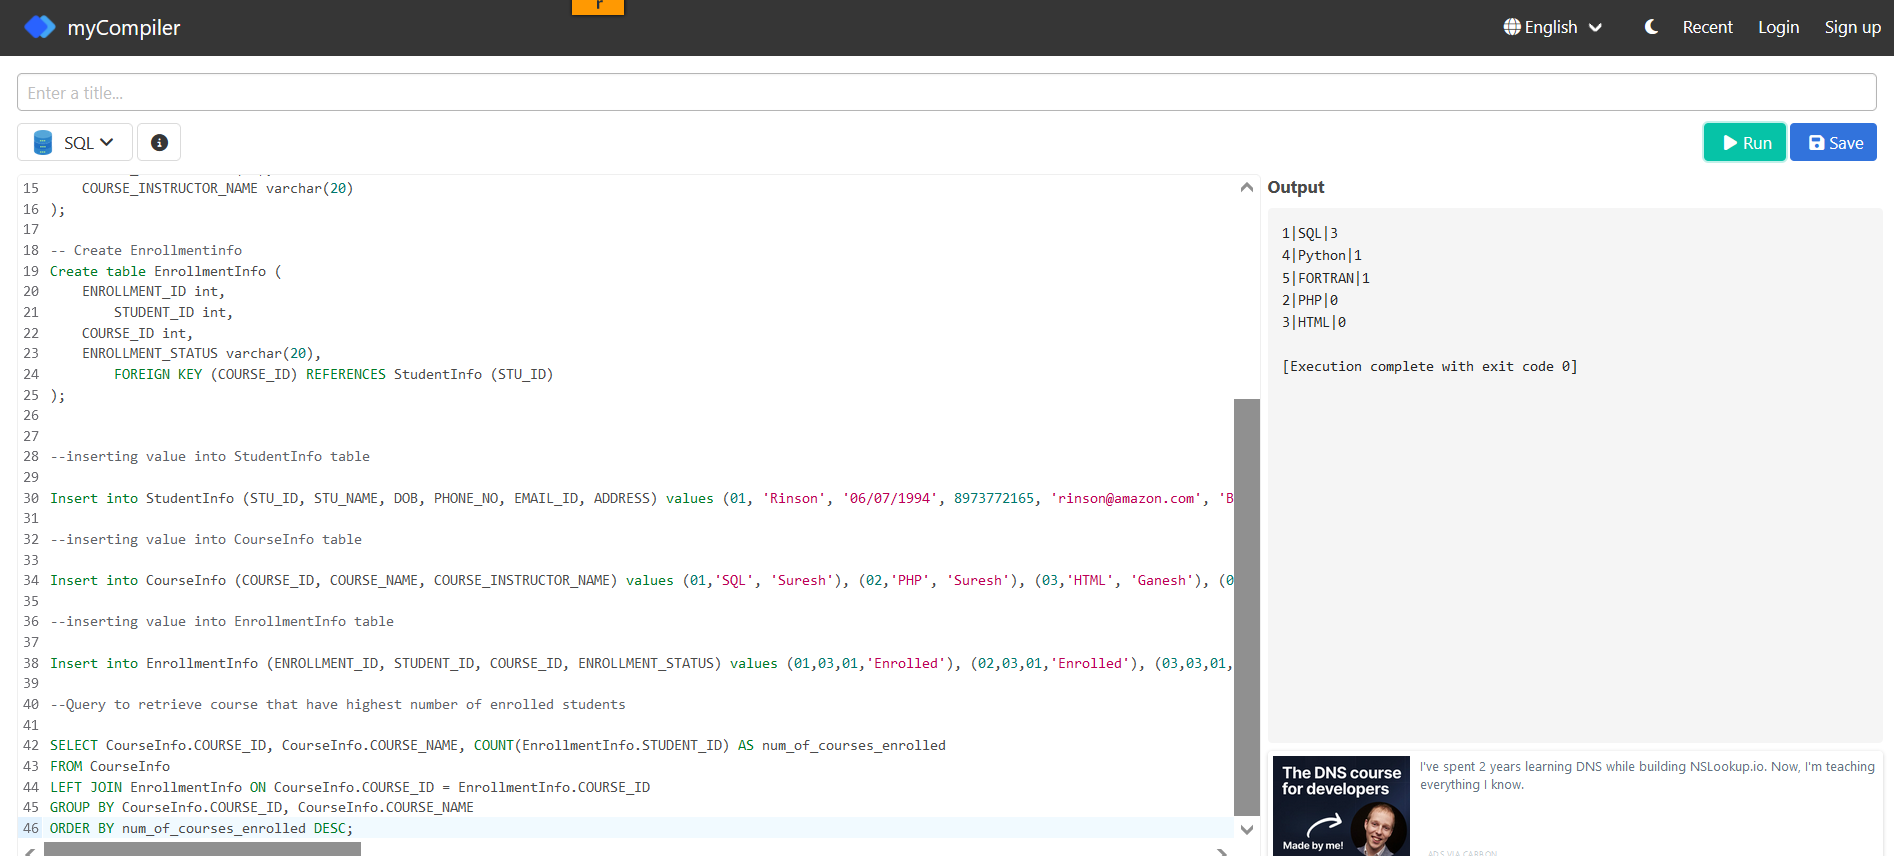 r
myCompiler
English
Recent
Login
Sign up
Enter a title...
SQL
Run
Save
15 COURSE_INSTRUCTOR_NAME varchar(20)
16 );
17
18 -- Create Enrollmentinfo
19 Create table EnrollmentInfo (
20 ENROLLMENT_ID int,
21 STUDENT_ID int,
22 COURSE_ID int,
23 ENROLLMENT_STATUS varchar(20),
24 FOREIGN KEY (COURSE_ID) REFERENCES StudentInfo (STU_ID)
25 );
26
27
28 --inserting value into StudentInfo table
29
30 Insert into StudentInfo (STU_ID, STU_NAME, DOB, PHONE_NO, EMAIL_ID, ADDRESS) values (01, 'Rinson', '06/07/1994', 8973772165, 'rinson@amazon.com', 'B
31
32 --inserting value into CourseInfo table
33
34 Insert into CourseInfo (COURSE_ID, COURSE_NAME, COURSE_INSTRUCTOR_NAME) values (01,'SQL', 'Suresh'), (02,'PHP', 'Suresh'), (03,'HTML', 'Ganesh'), (0
35
36 --inserting value into EnrollmentInfo table
37
38 Insert into EnrollmentInfo (ENROLLMENT_ID, STUDENT_ID, COURSE_ID, ENROLLMENT_STATUS) values (01,03,01,'Enrolled'), (02,03,01,'Enrolled'), (03,03,01,
39
40 --Query to retrieve course that have highest number of enrolled students
41
42 SELECT CourseInfo.COURSE_ID, CourseInfo.COURSE_NAME, COUNT(EnrollmentInfo.STUDENT_ID) AS num_of_courses_enrolled
43 FROM CourseInfo
44 LEFT JOIN EnrollmentInfo ON CourseInfo.COURSE_ID = EnrollmentInfo.COURSE_ID
45 GROUP BY CourseInfo.COURSE_ID, CourseInfo.COURSE_NAME
46 ORDER BY num_of_courses_enrolled DESC;
Output
1|SQL|3
4|Python|1
5|FORTRAN|1
2|PHP|0
3|HTML|0
[Execution complete with exit code 0]
The DNS course
for developers
Made by me!
I've spent 2 years learning DNS while building NSLookup.io. Now, I'm teaching
everything I know.
ADS VIA CARBON